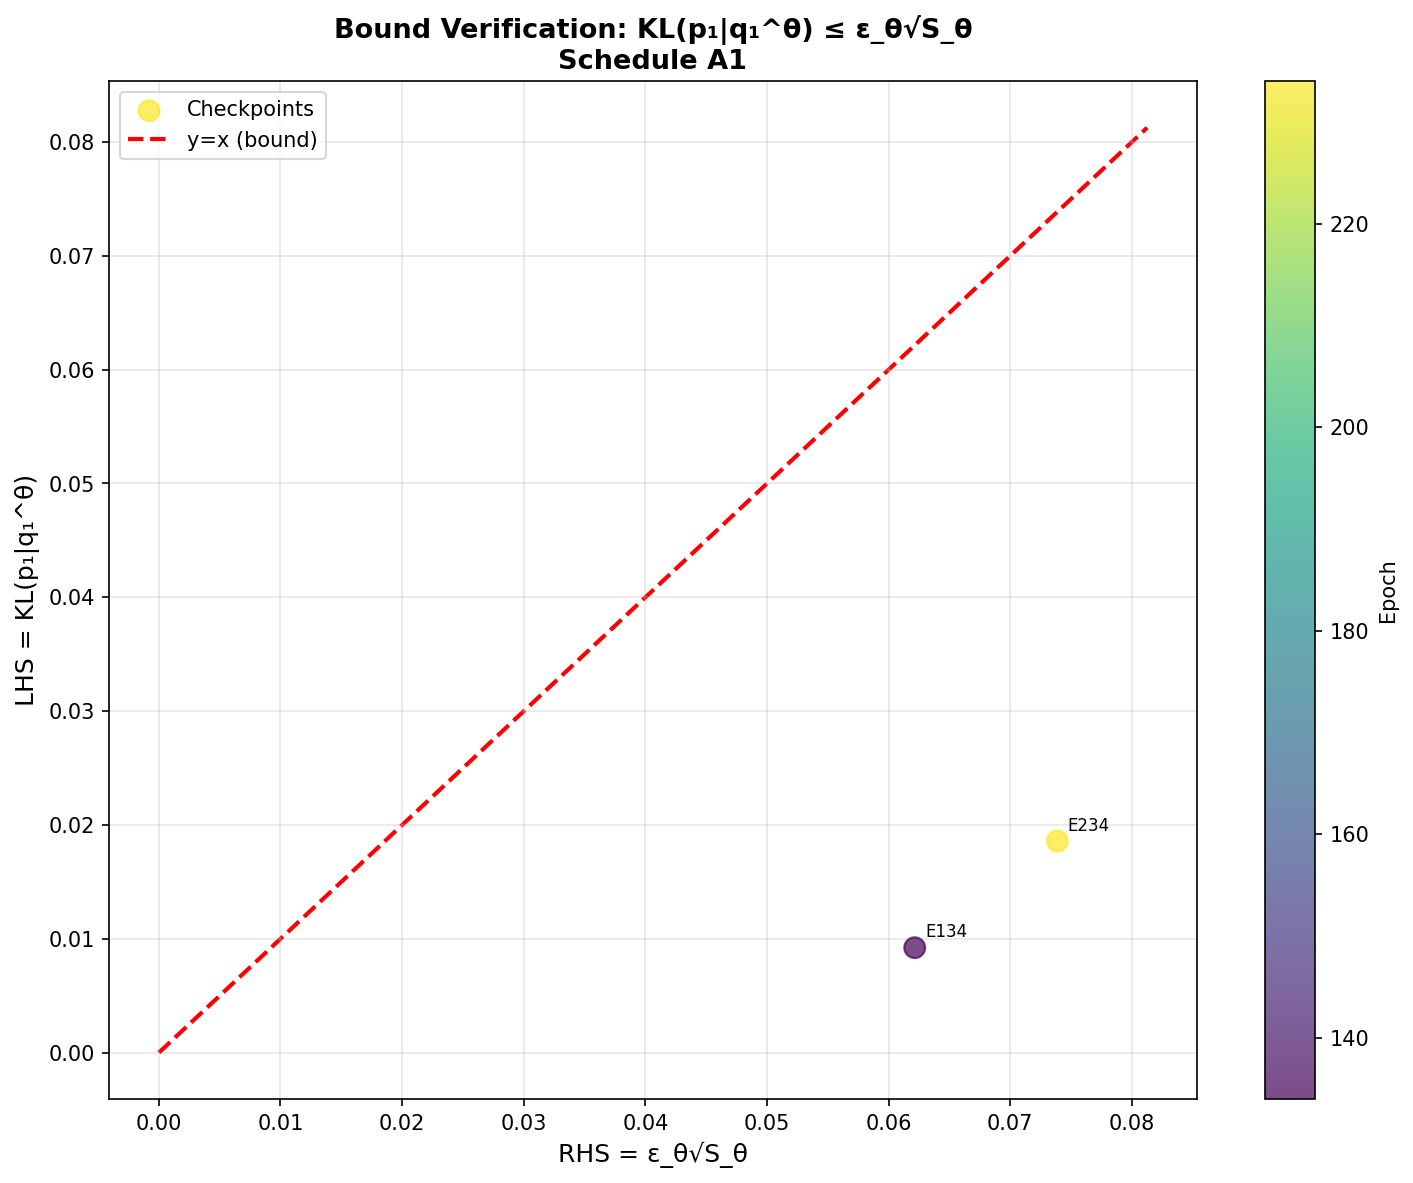 Bound Verification: KL(p₁|q₁^θ) ≤ ε_θ√S_θ
Schedule A1
Checkpoints
y=x (bound)
LHS = KL(p₁|q₁^θ)
0.08
0.07
0.06
0.05
0.04
0.03
0.02
0.01
0.00
E234
E134
0.00 0.01 0.02 0.03 0.04 0.05 0.06 0.07 0.08
RHS = ε_θ√S_θ
220
200
180
160
140
Epoch